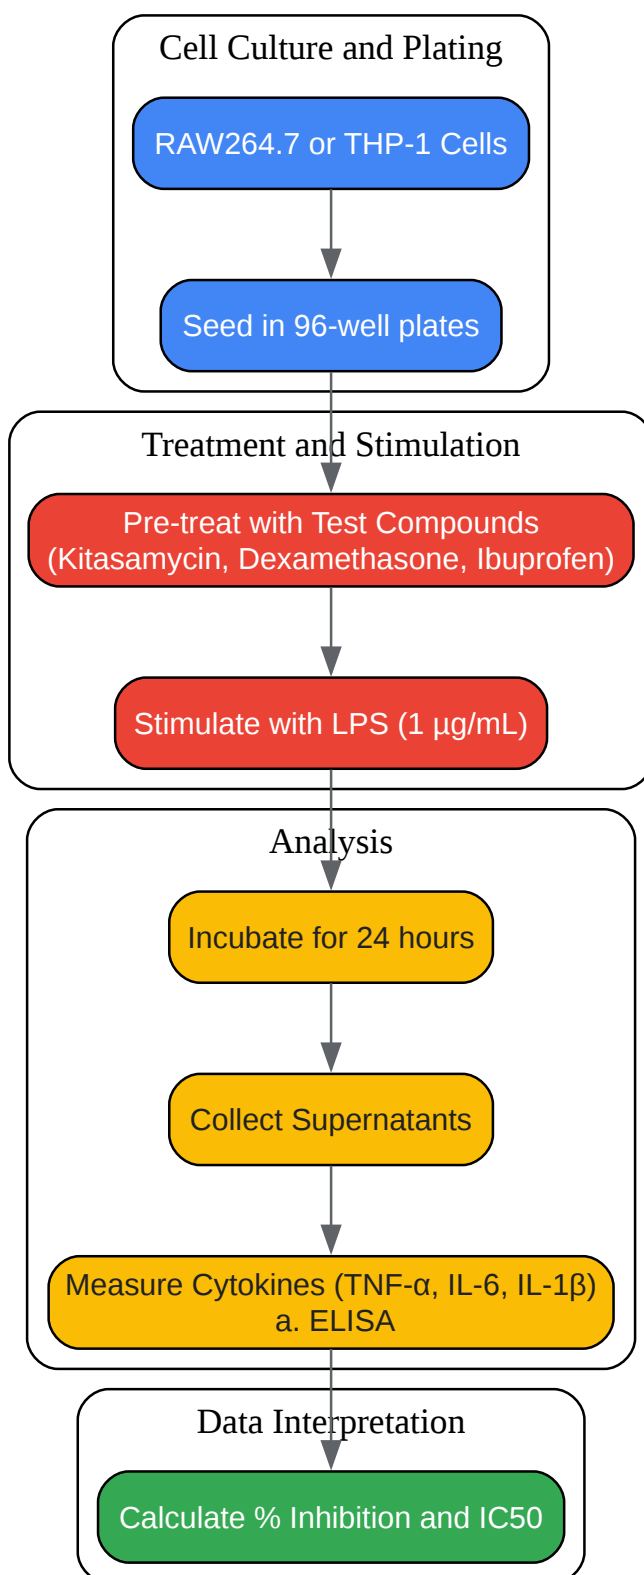 Cell Culture and Plating
RAW264.7 or THP-1 Cells
Seed in 96-well plates
Treatment and Stimulation
Pre-treat with Test Compounds
(Kitasamycin, Dexamethasone, Ibuprofen)
Stimulate with LPS (1 µg/mL)
Analysis
Incubate for 24 hours
Collect Supernatants
Measure Cytokines (TNF-α, IL-6, IL-1β)
a. ELISA
Data Interpretation
Calculate % Inhibition and IC50